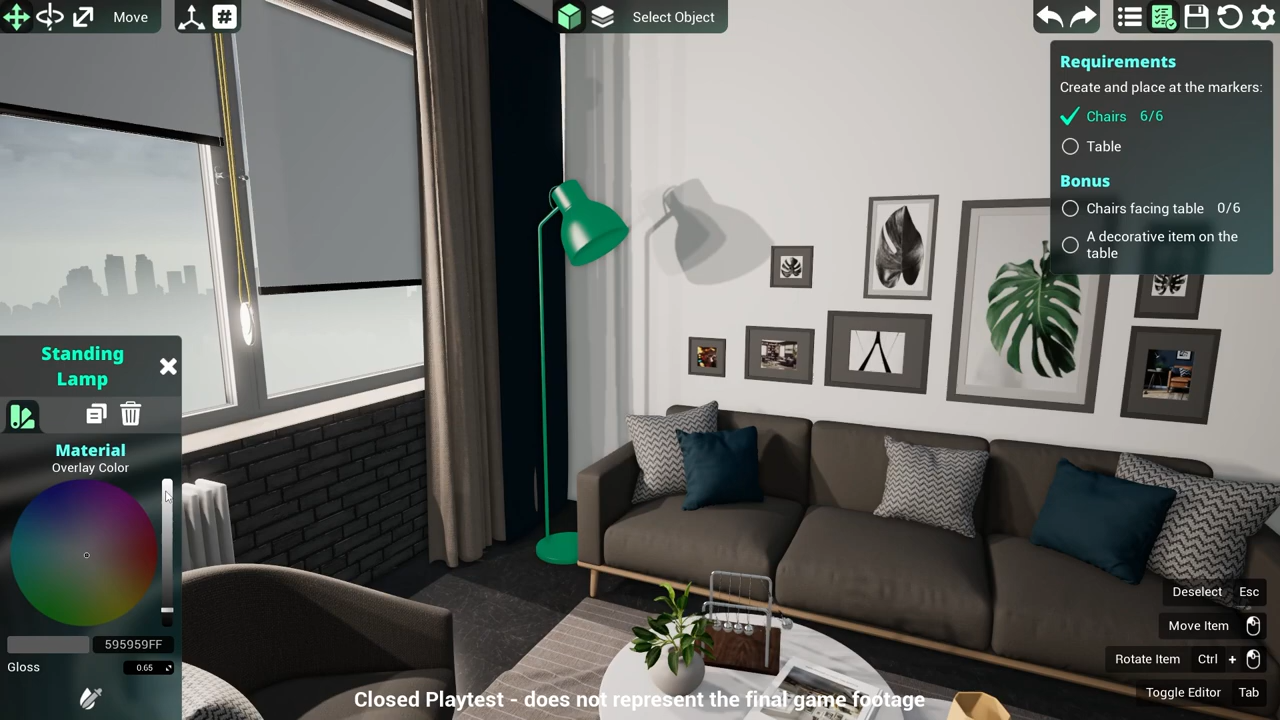 Move
Select Object
Requirements
Create and place at the markers:
Chairs 6/6
Table
Bonus
Chairs facing table 0/6
A decorative item on the
table
Standing
Lamp
Material
Overlay Color
595959FF
Gloss 0.65
Deselect Esc
Move Item
Rotate Item Ctrl +
Toggle Editor Tab
Closed Playtest - does not represent the final game footage